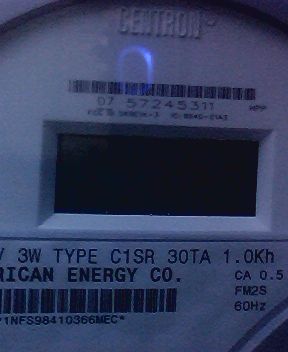 CENTRON
07 57245311
V 3W TYPE C1SR 30TA 1.0Kh
RICAN ENERGY CO.
CA 0.5
FM2S
60Hz
1NFS98410366MEC*